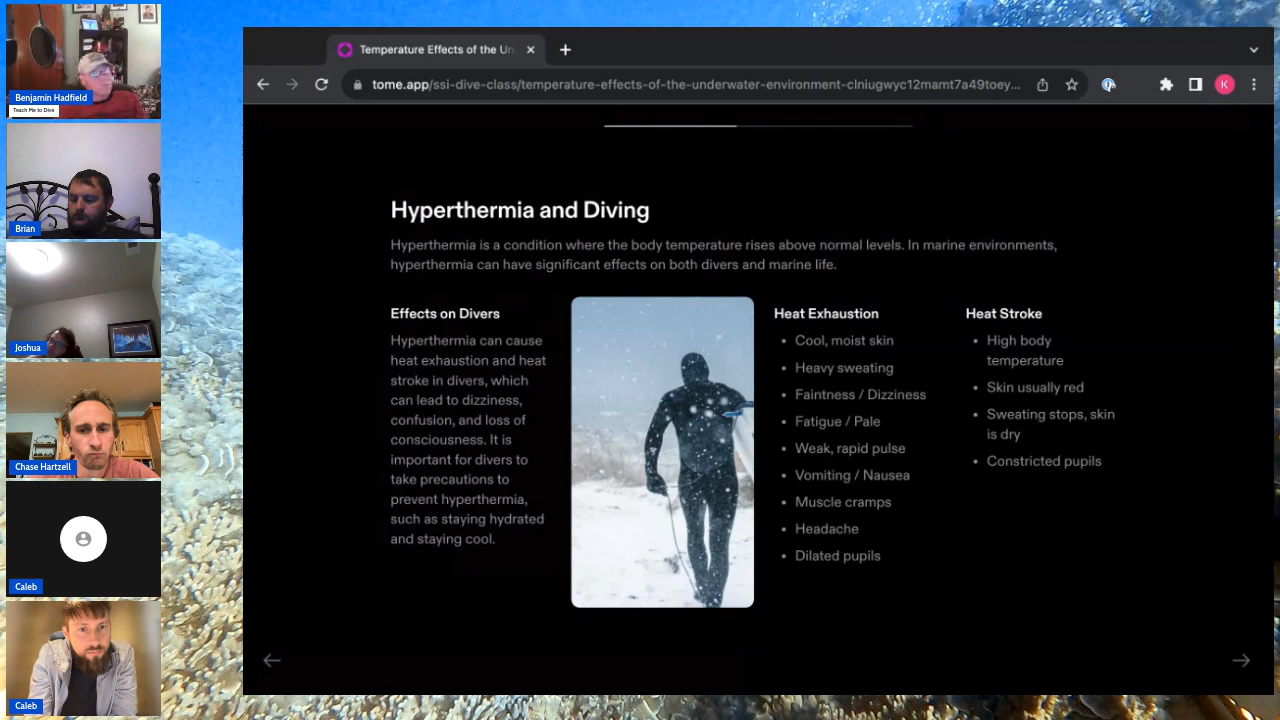 Benjamin Hadfield
Teach Me to Dive
Brian
Joshua
Chase Hartzell
Caleb
Caleb
Temperature Effects of the Un
tome.app/ssi-dive-class/temperature-effects-of-the-underwater-environment-clniugwyc12mamt7a49toey...
K
Hyperthermia and Diving
Hyperthermia is a condition where the body temperature rises above normal levels. In marine environments,
hyperthermia can have significant effects on both divers and marine life.
Effects on Divers
Hyperthermia can cause
heat exhaustion and heat
stroke in divers, which
can lead to dizziness,
confusion, and loss of
consciousness. It is
important for divers to
take precautions to
prevent hyperthermia,
such as staying hydrated
and staying cool.
Heat Exhaustion
• Cool, moist skin
• Heavy sweating
• Faintness / Dizziness
• Fatigue / Pale
• Weak, rapid pulse
• Vomiting / Nausea
• Muscle cramps
• Headache
• Dilated pupils
Heat Stroke
• High body
temperature
• Skin usually red
• Sweating stops, skin
is dry
• Constricted pupils